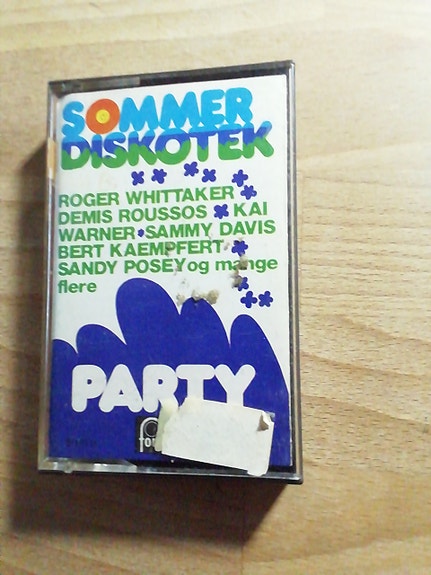 SOMMER
DISKOTEK
ROGER WHITTAKER
DEMIS ROUSSOS KAI
WARNER SAMMY DAVIS
BERT KAEMPFERT
SANDY POSEY og mange
flere
PARTY